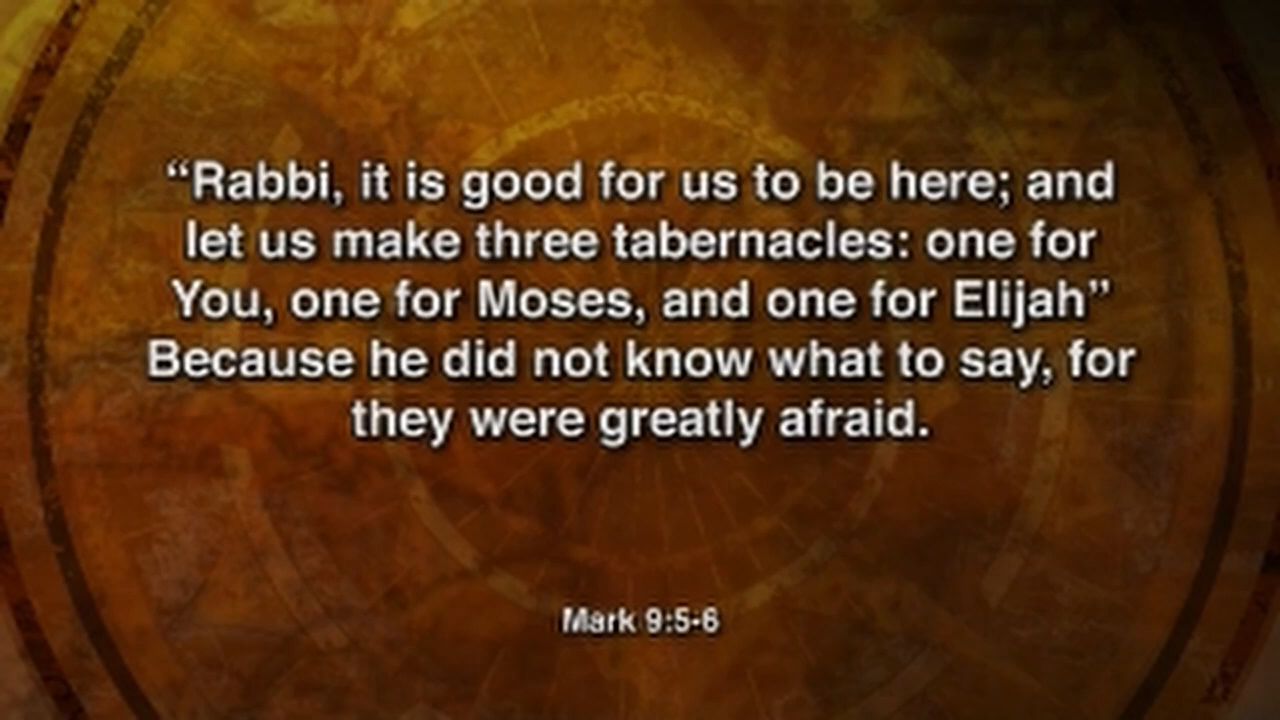 “Rabbi, it is good for us to be here; and
let us make three tabernacles: one for
You, one for Moses, and one for Elijah”
Because he did not know what to say, for
they were greatly afraid.
Mark 9:5-6